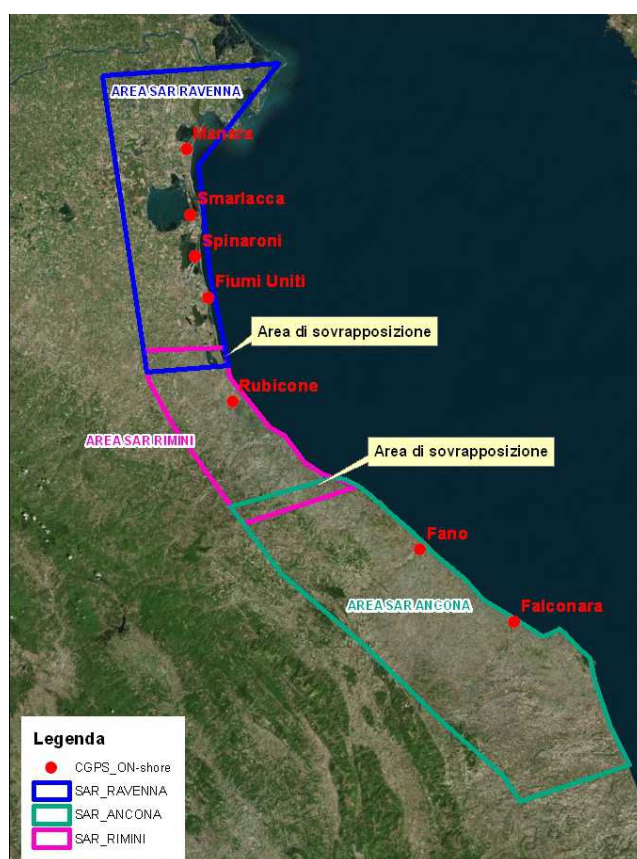 AREA SAR RAVENNA
Manara
Smarlacca
Spinaroni
Fiumi Uniti
Area di sovrapposizione
Rubicone
AREA SAR RIMINI
Area di sovrapposizione
Fano
AREA SAR ANCONA
Falconara
Legenda
CGPS_ON-shore
SAR_RAVENNA
SAR_ANCONA
SAR_RIMINI